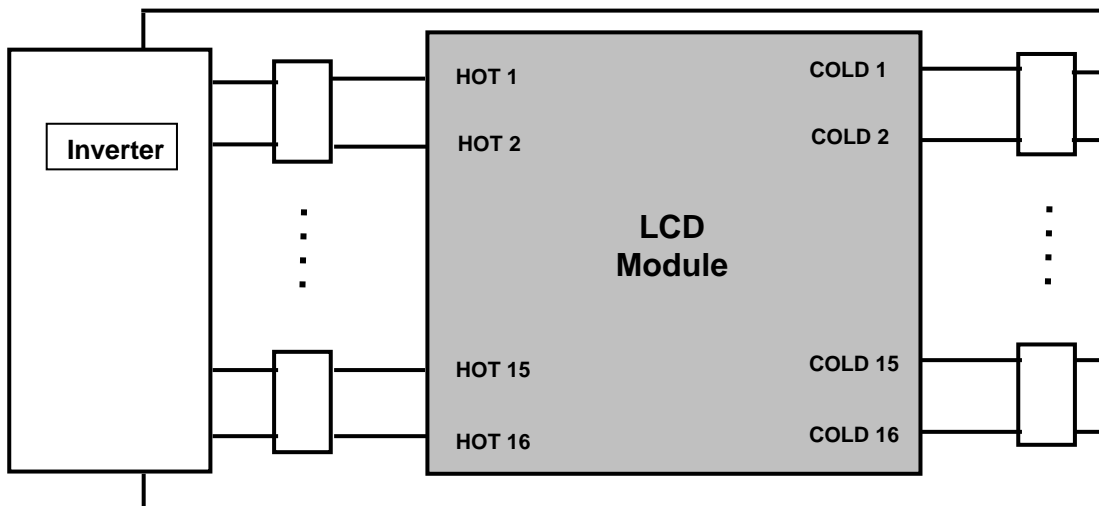 Inverter
HOT 1
HOT 2
HOT 15
HOT 16
LCD
Module
COLD 1
COLD 2
COLD 15
COLD 16